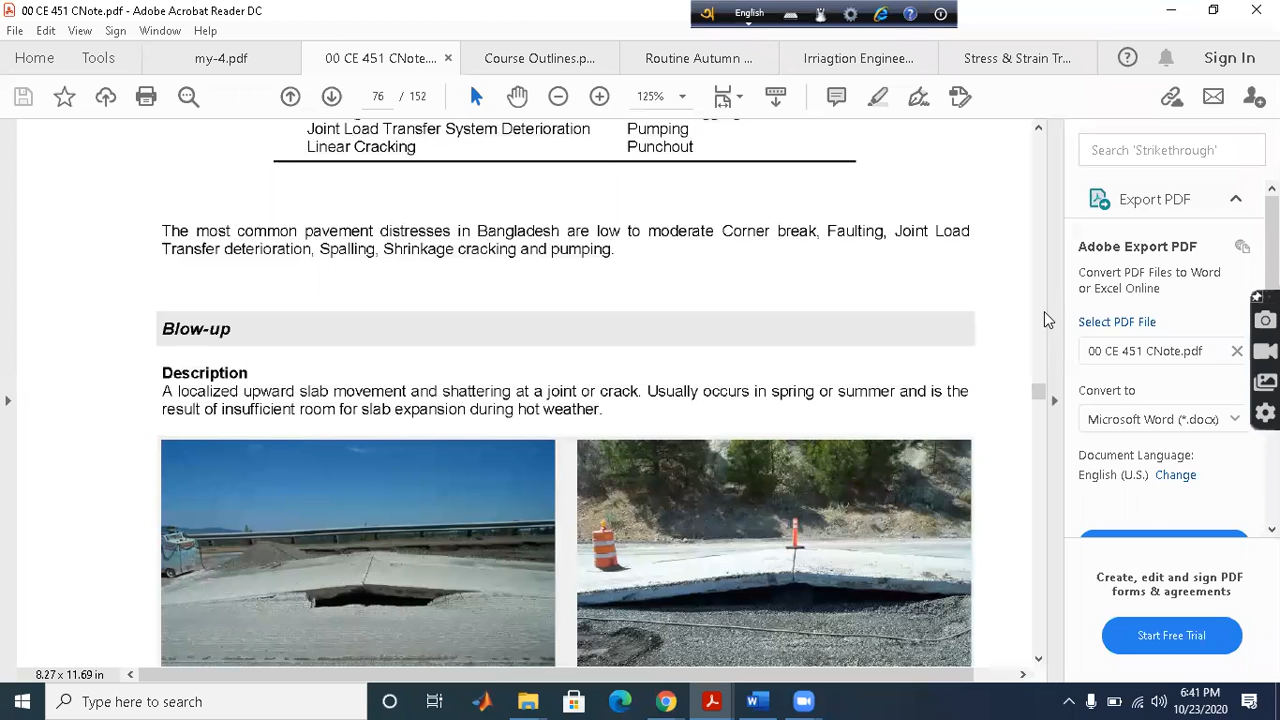 00 CE 451 CNote.pdf - Adobe Acrobat Reader DC
English
File Edit View Sign Window Help
Home Tools my-4.pdf 00 CE 451 CNote.... × Course Outlines.p... Routine Autumn ... Irriagtion Enginee... Stress & Strain Tr... Sign In
76 / 152 125%
Joint Load Transfer System Deterioration Pumping
Linear Cracking Punchout
The most common pavement distresses in Bangladesh are low to moderate Corner break, Faulting, Joint Load
Transfer deterioration, Spalling, Shrinkage cracking and pumping.
Blow-up
Description
A localized upward slab movement and shattering at a joint or crack. Usually occurs in spring or summer and is the
result of insufficient room for slab expansion during hot weather.
8.27 x 11.69 in
Search 'Strikethrough'
Export PDF
Adobe Export PDF
Convert PDF Files to Word
or Excel Online
Select PDF File
00 CE 451 CNote.pdf
Convert to
Microsoft Word (*.docx)
Document Language:
English (U.S.) Change
Create, edit and sign PDF
forms & agreements
Start Free Trial
Type here to search
6:41 PM
10/23/2020